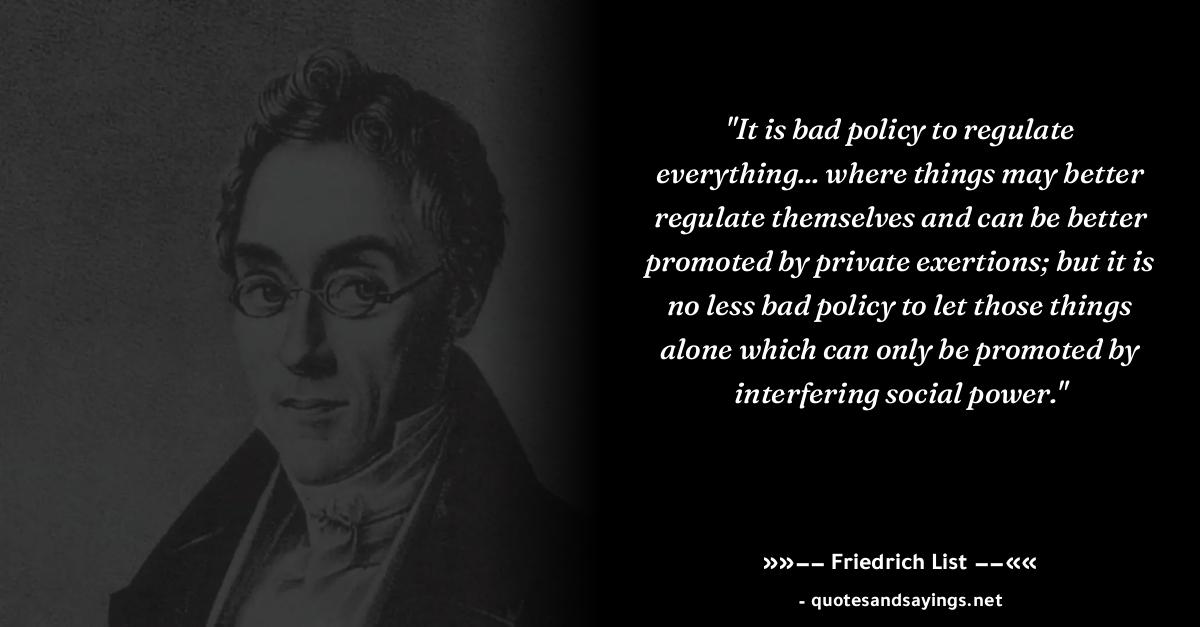 "It is bad policy to regulate
everything... where things may better
regulate themselves and can be better
promoted by private exertions; but it is
no less bad policy to let those things
alone which can only be promoted by
interfering social power."
»»–– Friedrich List ––««
- quotesandsayings.net